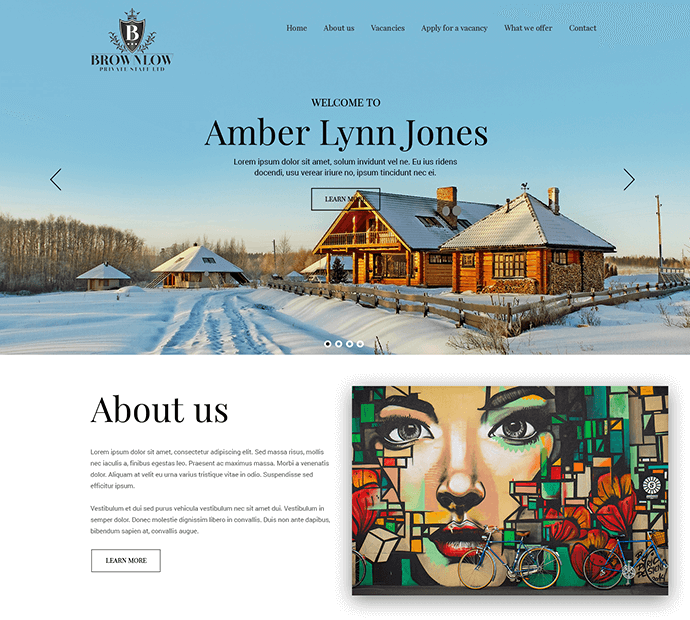 B
BROWNLOW
PRIVATE STAFF LTD
Home About us Vacancies Apply for a vacancy What we offer Contact
WELCOME TO
Amber Lynn Jones
Lorem ipsum dolor sit amet, solum invidunt vel ne. Eu ius ridens
docendi, usu verear iriure no, ipsum tincidunt nec ei.
LEARN MORE
About us
Lorem ipsum dolor sit amet, consectetur adipiscing elit. Sed massa risus, mollis
nec iaculis a, finibus egestas leo. Praesent ac maximus massa. Morbi a venenatis
dolor. Aliquam at velit eu urna varius tristique vitae in odio. Suspendisse sed
efficitur ipsum.
Vestibulum et dui sed purus vehicula vestibulum nec sit amet dui. Vestibulum in
semper dolor. Donec molestie dignissim libero in convallis. Duis non ante dapibus,
bibendum sapien at, convallis augue.
LEARN MORE